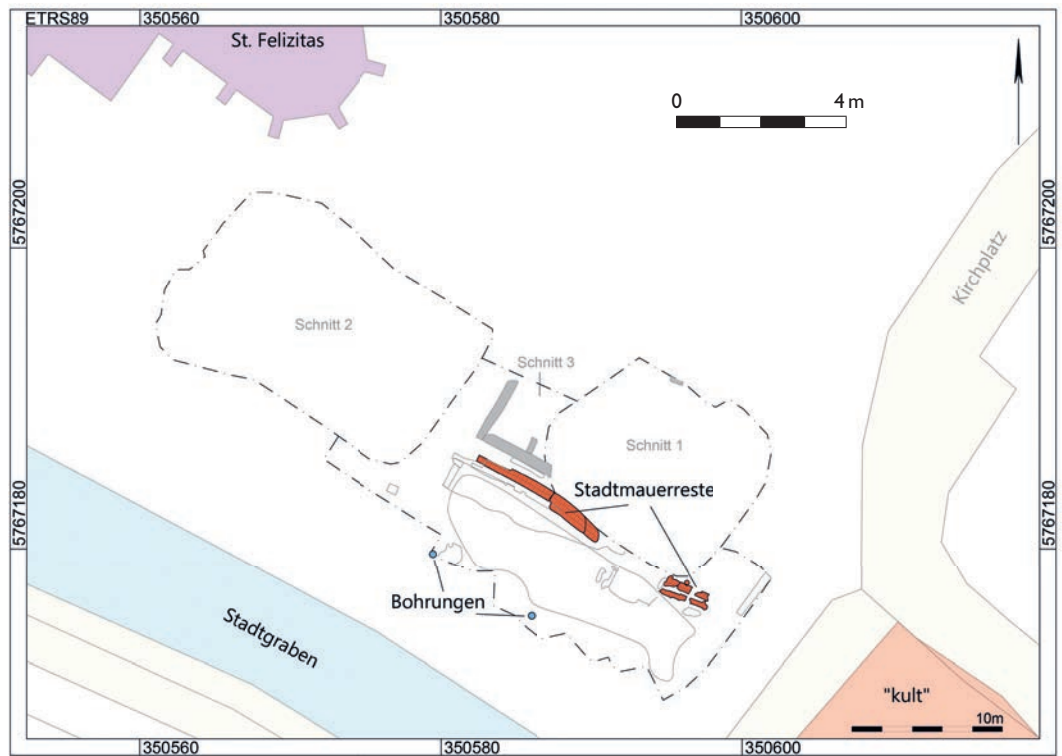 ETRS89
350560
350580
350600
St. Felizitas
0 4 m
5767200
5767200
Kirchplatz
Schnitt 2
Schnitt 3
Schnitt 1
Stadtmauerreste
5767180
5767180
Bohrungen
Stadtgraben
"kult"
10m
350560
350580
350600